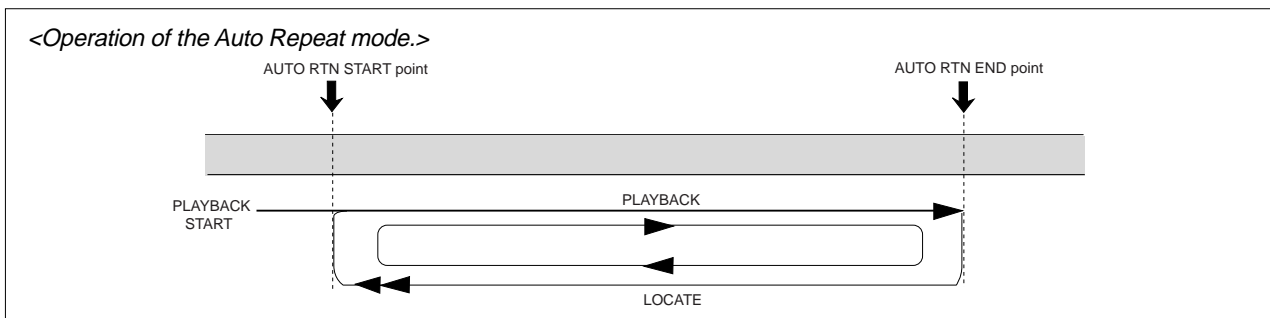 <Operation of the Auto Repeat mode.>
AUTO RTN START point
AUTO RTN END point
PLAYBACK
START
PLAYBACK
LOCATE